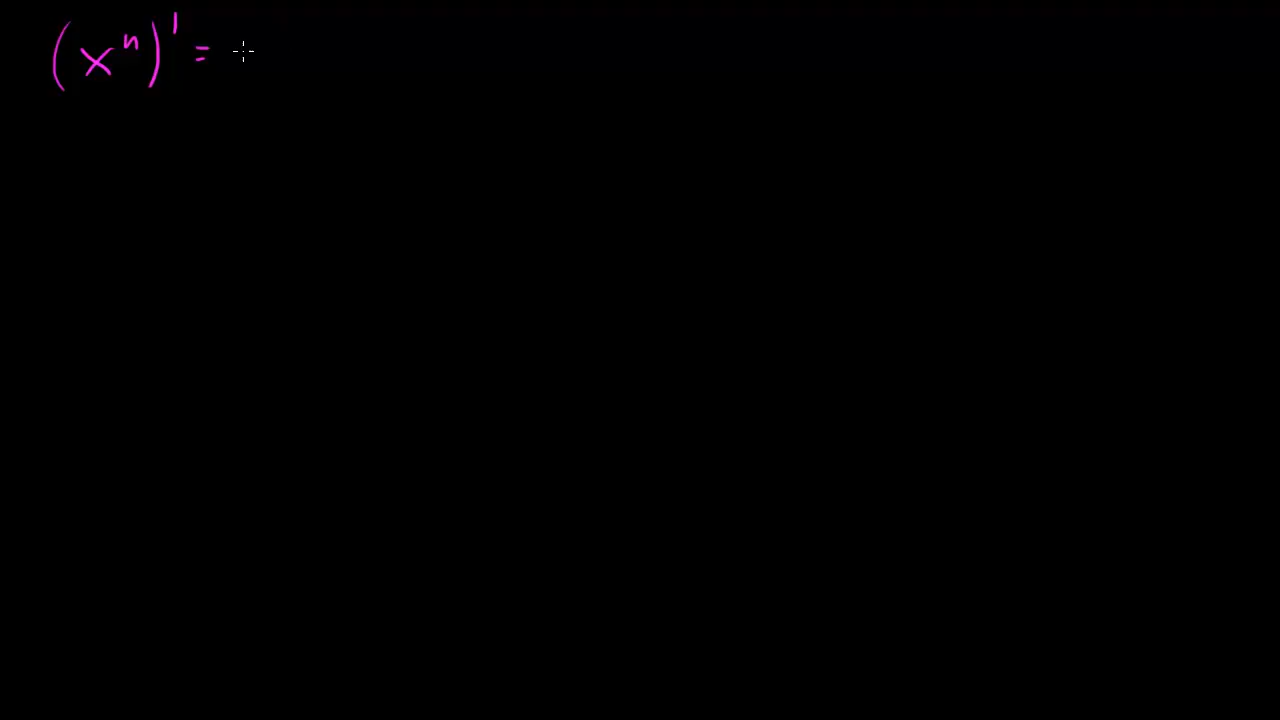 (xⁿ)' =